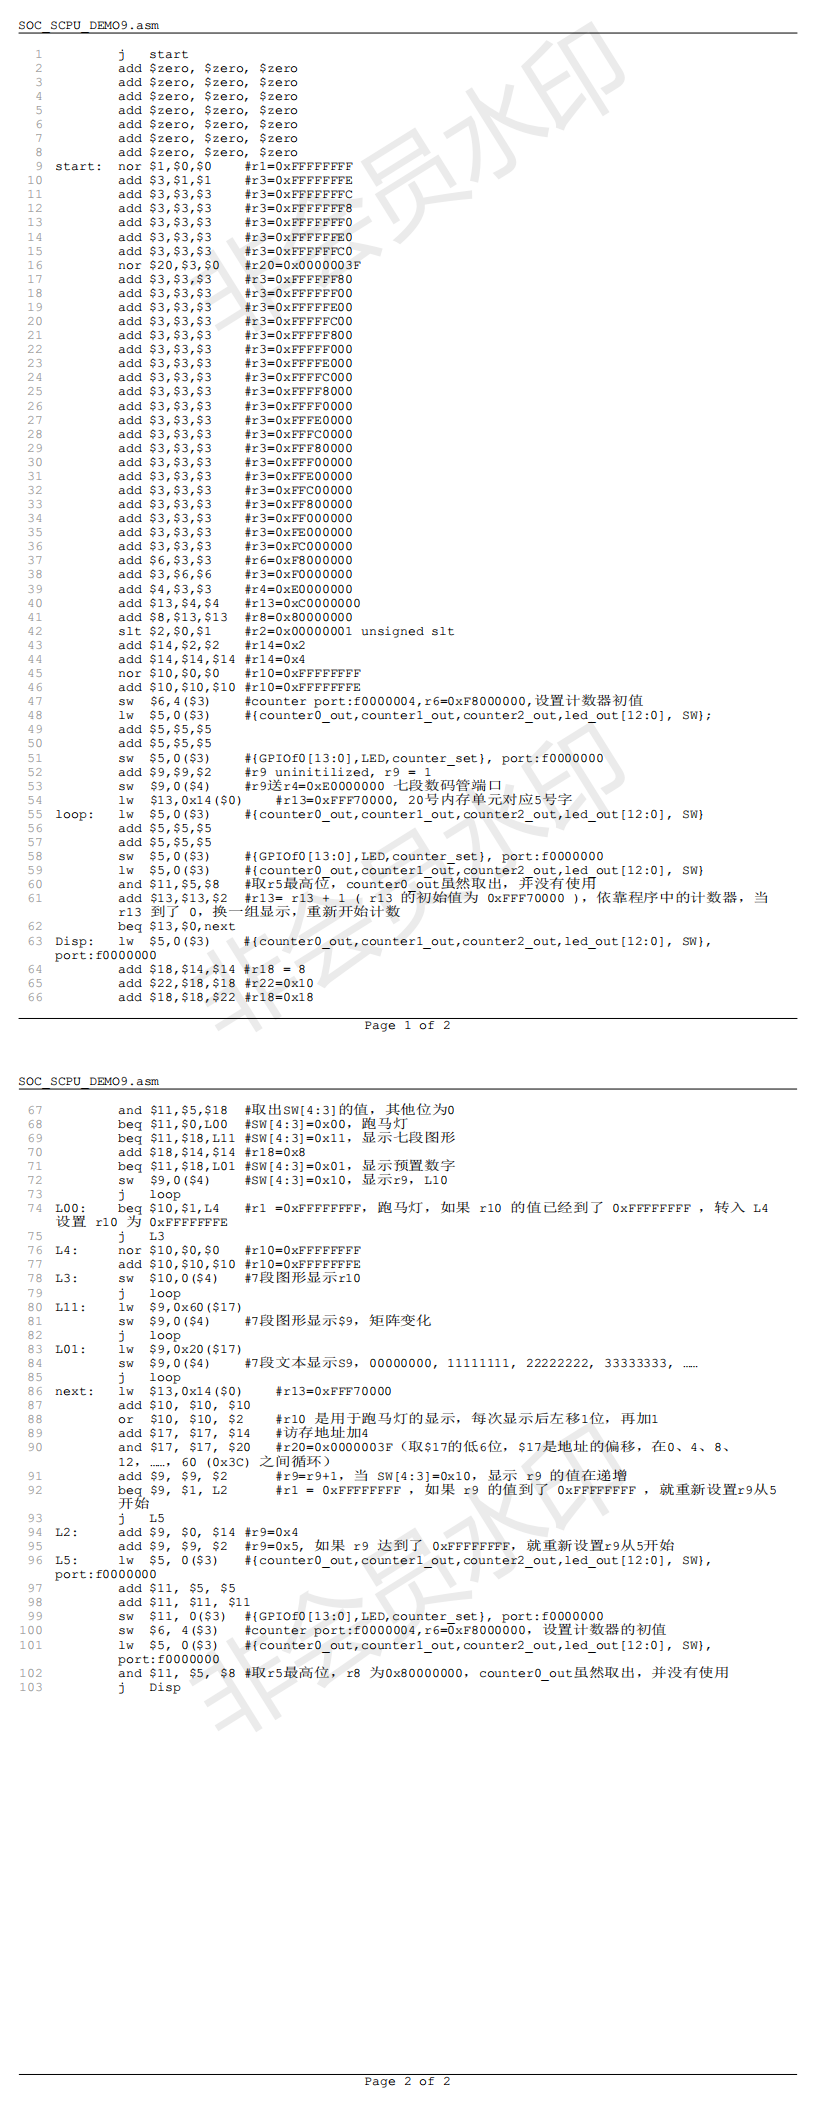 SOC_SCPU_DEMO9.asm
1 j start
2 add $zero, $zero, $zero
3 add $zero, $zero, $zero
4 add $zero, $zero, $zero
5 add $zero, $zero, $zero
6 add $zero, $zero, $zero
7 add $zero, $zero, $zero
8 add $zero, $zero, $zero
9 start: nor $1,$0,$0 #r1=0xFFFFFFFF
10 add $3,$1,$1 #r3=0xFFFFFFFE
11 add $3,$3,$3 #r3=0xFFFFFFFC
12 add $3,$3,$3 #r3=0xFFFFFFF8
13 add $3,$3,$3 #r3=0xFFFFFFF0
14 add $3,$3,$3 #r3=0xFFFFFFE0
15 add $3,$3,$3 #r3=0xFFFFFFC0
16 nor $20,$3,$0 #r20=0x0000003F
17 add $3,$3,$3 #r3=0xFFFFFF80
18 add $3,$3,$3 #r3=0xFFFFFF00
19 add $3,$3,$3 #r3=0xFFFFFE00
20 add $3,$3,$3 #r3=0xFFFFFC00
21 add $3,$3,$3 #r3=0xFFFFF800
22 add $3,$3,$3 #r3=0xFFFFF000
23 add $3,$3,$3 #r3=0xFFFFE000
24 add $3,$3,$3 #r3=0xFFFFC000
25 add $3,$3,$3 #r3=0xFFFF8000
26 add $3,$3,$3 #r3=0xFFFF0000
27 add $3,$3,$3 #r3=0xFFFE0000
28 add $3,$3,$3 #r3=0xFFFC0000
29 add $3,$3,$3 #r3=0xFFF80000
30 add $3,$3,$3 #r3=0xFFF00000
31 add $3,$3,$3 #r3=0xFFE00000
32 add $3,$3,$3 #r3=0xFFC00000
33 add $3,$3,$3 #r3=0xFF800000
34 add $3,$3,$3 #r3=0xFF000000
35 add $3,$3,$3 #r3=0xFE000000
36 add $3,$3,$3 #r3=0xFC000000
37 add $6,$3,$3 #r6=0xF8000000
38 add $3,$6,$6 #r3=0xF0000000
39 add $4,$3,$3 #r4=0xE0000000
40 add $13,$4,$4 #r13=0xC0000000
41 add $8,$13,$13 #r8=0x80000000
42 slt $2,$0,$1 #r2=0x00000001 unsigned slt
43 add $14,$2,$2 #r14=0x2
44 add $14,$14,$14 #r14=0x4
45 nor $10,$0,$0 #r10=0xFFFFFFFF
46 add $10,$10,$10 #r10=0xFFFFFFFE
47 sw $6,4($3) #counter port:f0000004,r6=0xF8000000,设置计数器初值
48 lw $5,0($3) #{counter0_out,counter1_out,counter2_out,led_out[12:0], SW};
49 add $5,$5,$5
50 add $5,$5,$5
51 sw $5,0($3) #{GPIOf0[13:0],LED,counter_set}, port:f0000000
52 add $9,$9,$2 #r9 uninitilized, r9 = 1
53 sw $9,0($4) #r9送r4=0xE0000000 七段数码管端口
54 lw $13,0x14($0) #r13=0xFFF70000, 20号内存单元对应5号字
55 loop: lw $5,0($3) #{counter0_out,counter1_out,counter2_out,led_out[12:0], SW}
56 add $5,$5,$5
57 add $5,$5,$5
58 sw $5,0($3) #{GPIOf0[13:0],LED,counter_set}, port:f0000000
59 lw $5,0($3) #{counter0_out,counter1_out,counter2_out,led_out[12:0], SW}
60 and $11,$5,$8 #取r5最高位，counter0_out虽然取出，并没有使用
61 add $13,$13,$2 #r13= r13 + 1 ( r13 的初始值为 0xFFF70000 )，依靠程序中的计数器，当
r13 到了 0，换一组显示，重新开始计数
62 beq $13,$0,next
63 Disp: lw $5,0($3) #{counter0_out,counter1_out,counter2_out,led_out[12:0], SW},
port:f0000000
64 add $18,$14,$14 #r18 = 8
65 add $22,$18,$18 #r22=0x10
66 add $18,$18,$22 #r18=0x18
Page 1 of 2
SOC_SCPU_DEMO9.asm
67 and $11,$5,$18 #取出SW[4:3]的值，其他位为0
68 beq $11,$0,L00 #SW[4:3]=0x00，跑马灯
69 beq $11,$18,L11 #SW[4:3]=0x11，显示七段图形
70 add $18,$14,$14 #r18=0x8
71 beq $11,$18,L01 #SW[4:3]=0x01，显示预置数字
72 sw $9,0($4) #SW[4:3]=0x10，显示r9，L10
73 j loop
74 L00: beq $10,$1,L4 #r1 =0xFFFFFFFF，跑马灯，如果 r10 的值已经到了 0xFFFFFFFF ，转入 L4
设置 r10 为 0xFFFFFFFE
75 j L3
76 L4: nor $10,$0,$0 #r10=0xFFFFFFFF
77 add $10,$10,$10 #r10=0xFFFFFFFE
78 L3: sw $10,0($4) #7段图形显示r10
79 j loop
80 L11: lw $9,0x60($17)
81 sw $9,0($4) #7段图形显示$9，矩阵变化
82 j loop
83 L01: lw $9,0x20($17)
84 sw $9,0($4) #7段文本显示S9，00000000, 11111111, 22222222, 33333333, ……
85 j loop
86 next: lw $13,0x14($0) #r13=0xFFF70000
87 add $10, $10, $10
88 or $10, $10, $2 #r10 是用于跑马灯的显示，每次显示后左移1位，再加1
89 add $17, $17, $14 #访存地址加4
90 and $17, $17, $20 #r20=0x0000003F（取$17的低6位，$17是地址的偏移，在0、4、8、
12，……，60 (0x3C) 之间循环）
91 add $9, $9, $2 #r9=r9+1，当 SW[4:3]=0x10，显示 r9 的值在递增
92 beq $9, $1, L2 #r1 = 0xFFFFFFFF ，如果 r9 的值到了 0xFFFFFFFF ，就重新设置r9从5
开始
93 j L5
94 L2: add $9, $0, $14 #r9=0x4
95 add $9, $9, $2 #r9=0x5, 如果 r9 达到了 0xFFFFFFFF，就重新设置r9从5开始
96 L5: lw $5, 0($3) #{counter0_out,counter1_out,counter2_out,led_out[12:0], SW},
port:f0000000
97 add $11, $5, $5
98 add $11, $11, $11
99 sw $11, 0($3) #{GPIOf0[13:0],LED,counter_set}, port:f0000000
100 sw $6, 4($3) #counter port:f0000004,r6=0xF8000000，设置计数器的初值
101 lw $5, 0($3) #{counter0_out,counter1_out,counter2_out,led_out[12:0], SW},
port:f0000000
102 and $11, $5, $8 #取r5最高位，r8 为0x80000000，counter0_out虽然取出，并没有使用
103 j Disp
Page 2 of 2
非会员水印
非会员水印
非会员水印